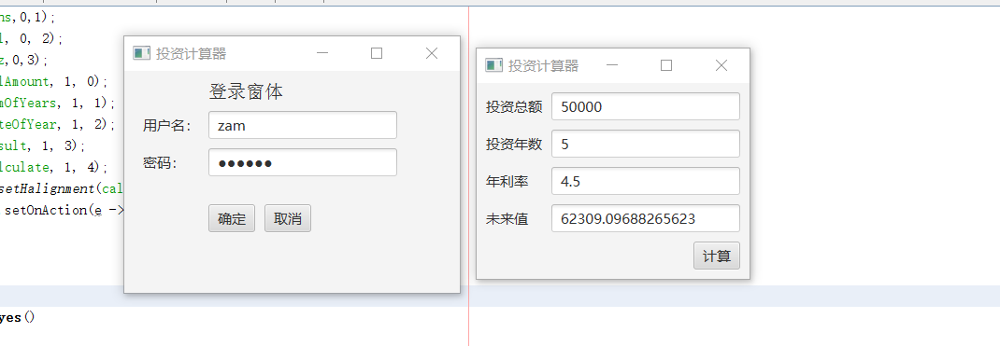 ns,0,1);
l, 0, 2);
,0,3);
lAmount, 1, 0);
mOfYears, 1, 1);
teOfYear, 1, 2);
sult, 1, 3);
lculate, 1, 4);
setHalignment(cal
setOnAction(e ->
yes()
投资计算器
登录窗体
用户名: zam
密码: ●●●●●●
确定 取消
投资计算器
投资总额 50000
投资年数 5
年利率 4.5
未来值 62309.09688265623
计算